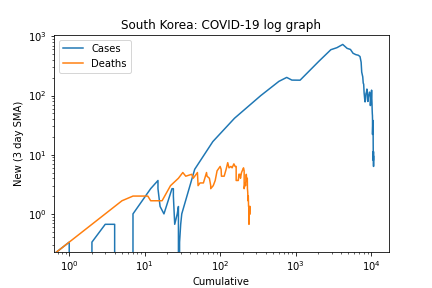 South Korea: COVID-19 log graph
Cases
Deaths
New (3 day SMA)
10³
10²
10¹
10⁰
10⁰ 10¹ 10² 10³ 10⁴
Cumulative